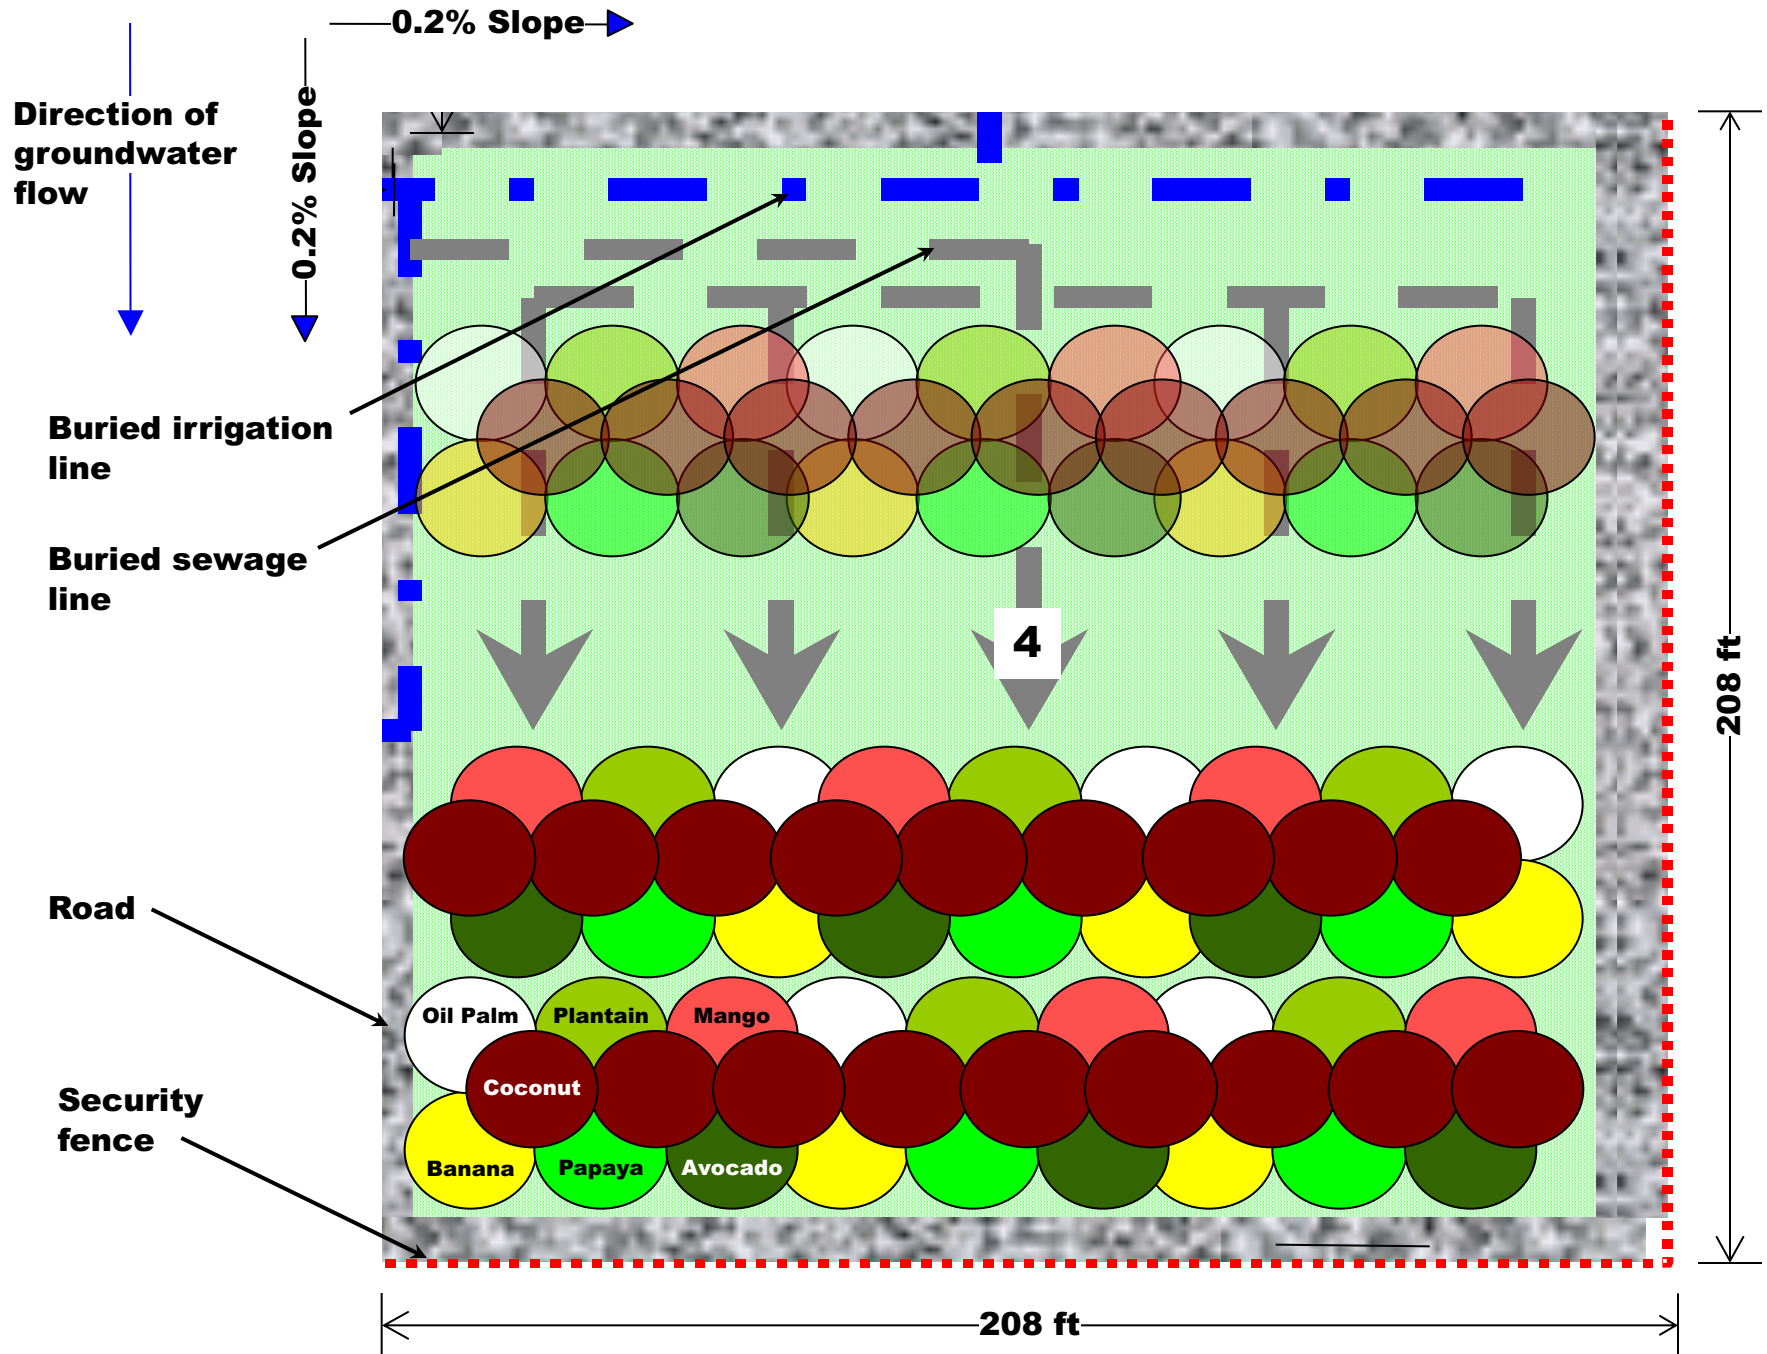 0.2% Slope
Direction of
groundwater
flow
0.2% Slope
Buried irrigation
line
Buried sewage
line
4
208 ft
Road
Oil Palm
Plantain
Mango
Coconut
Security
fence
Banana
Papaya
Avocado
208 ft